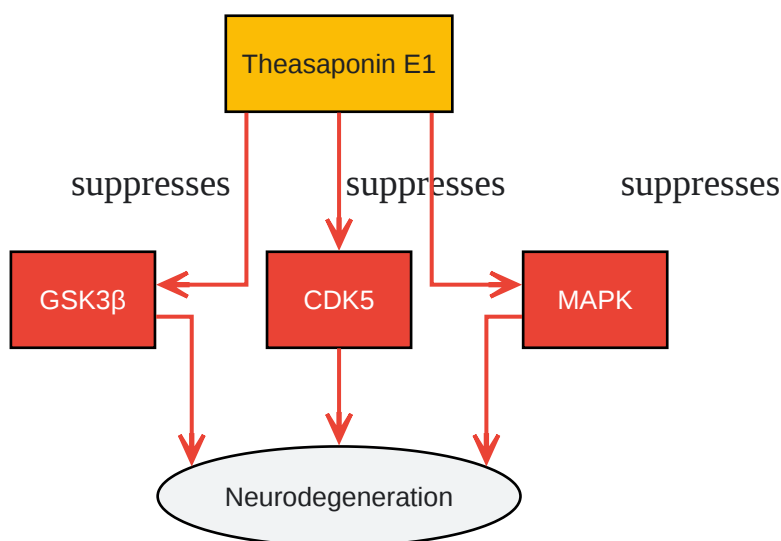 Theasaponin E1
suppresses suppresses suppresses
GSK3β CDK5 MAPK
Neurodegeneration